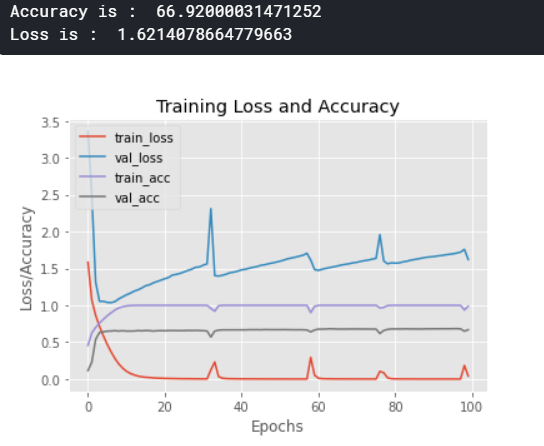 Accuracy is :  66.92000031471252
Loss is :  1.6214078664779663
Training Loss and Accuracy
3.5
3.0
2.5
2.0
1.5
1.0
0.5
0.0
Loss/Accuracy
train_loss
val_loss
train_acc
val_acc
0 20 40 60 80 100
Epochs